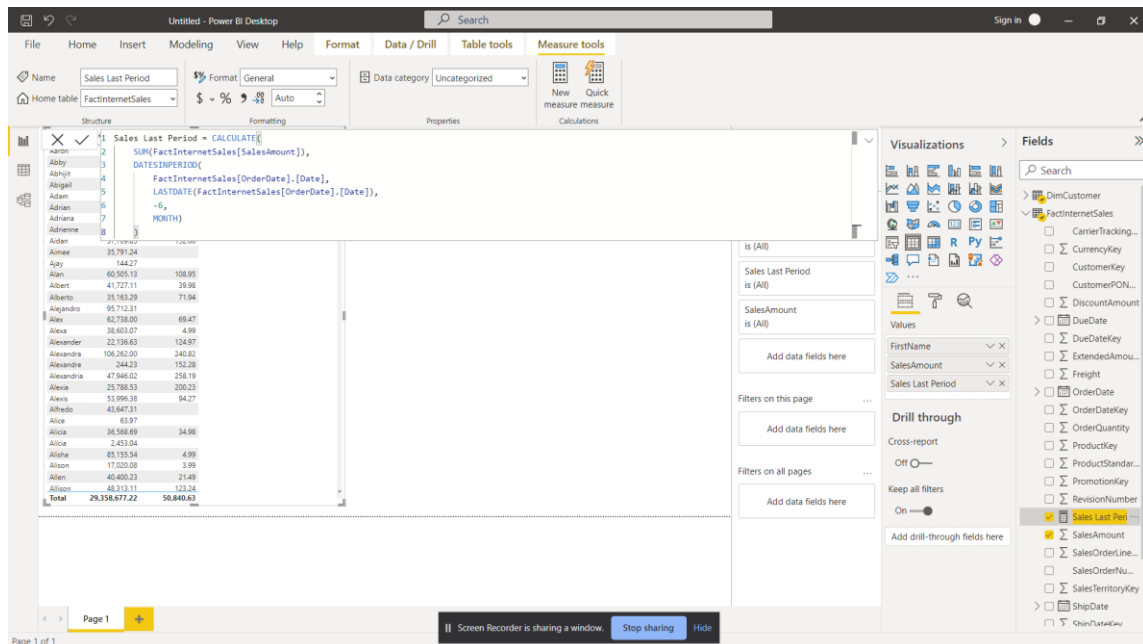 Untitled - Power BI Desktop
Search
Sign in
File Home Insert Modeling View Help Format Data / Drill Table tools Measure tools
Name Sales Last Period
Home table FactInternetSales
Structure
Format General
$ % 9 Auto
Formatting
Data category Uncategorized
Properties
New measure
Quick measure
Calculations
1 Sales Last Period = CALCULATE(
2 SUM(FactInternetSales[SalesAmount]),
3 DATESINPERIOD(
4 FactInternetSales[OrderDate].[Date],
5 LASTDATE(FactInternetSales[OrderDate].[Date]),
6 -6,
7 MONTH)
8 )
Aaron
Abby
Abhijit
Abigail
Adam
Adrian
Adriana
Adrienne
Aidan
Aimee 35,791.24
Ajay 144.27
Alan 60,505.13 108.95
Albert 41,727.11 39.98
Alberto 35,163.29 71.94
Alejandro 95,712.31
Alex 62,738.00 69.47
Alexa 38,603.07 4.99
Alexander 22,136.63 124.97
Alexandra 106,262.00 240.82
Alexandre 244.23 152.28
Alexandria 47,946.02 258.19
Alexia 25,788.53 200.23
Alexis 53,996.38 94.27
Alfredo 43,647.31
Alice 63.97
Alicia 36,568.69 34.98
Alícia 2,453.04
Alisha 85,155.54 4.99
Alison 17,020.08 3.99
Allen 40,400.23 21.49
Allison 48,313.11 123.24
Total 29,358,677.22 50,840.63
is (All)
Sales Last Period
is (All)
SalesAmount
is (All)
Add data fields here
Filters on this page ...
Add data fields here
Filters on all pages ...
Add data fields here
Visualizations
R Py
...
Values
FirstName
SalesAmount
Sales Last Period
Drill through
Cross-report
Off
Keep all filters
On
Add drill-through fields here
Fields
Search
DimCustomer
FactInternetSales
CarrierTracking...
CurrencyKey
CustomerKey
CustomerPON...
DiscountAmount
DueDate
DueDateKey
ExtendedAmou...
Freight
OrderDate
OrderDateKey
OrderQuantity
ProductKey
ProductStandar...
PromotionKey
RevisionNumber
Sales Last Peri ...
SalesAmount
SalesOrderLine...
SalesOrderNu...
SalesTerritoryKey
ShipDate
ShipDateKey
Page 1
Screen Recorder is sharing a window. Stop sharing Hide
Page 1 of 1